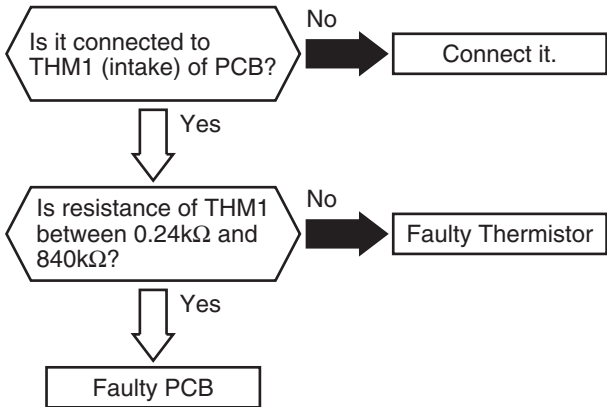 Is it connected to
THM1 (intake) of PCB?
No
Connect it.
Yes
Is resistance of THM1
between 0.24kΩ and
840kΩ?
No
Faulty Thermistor
Yes
Faulty PCB